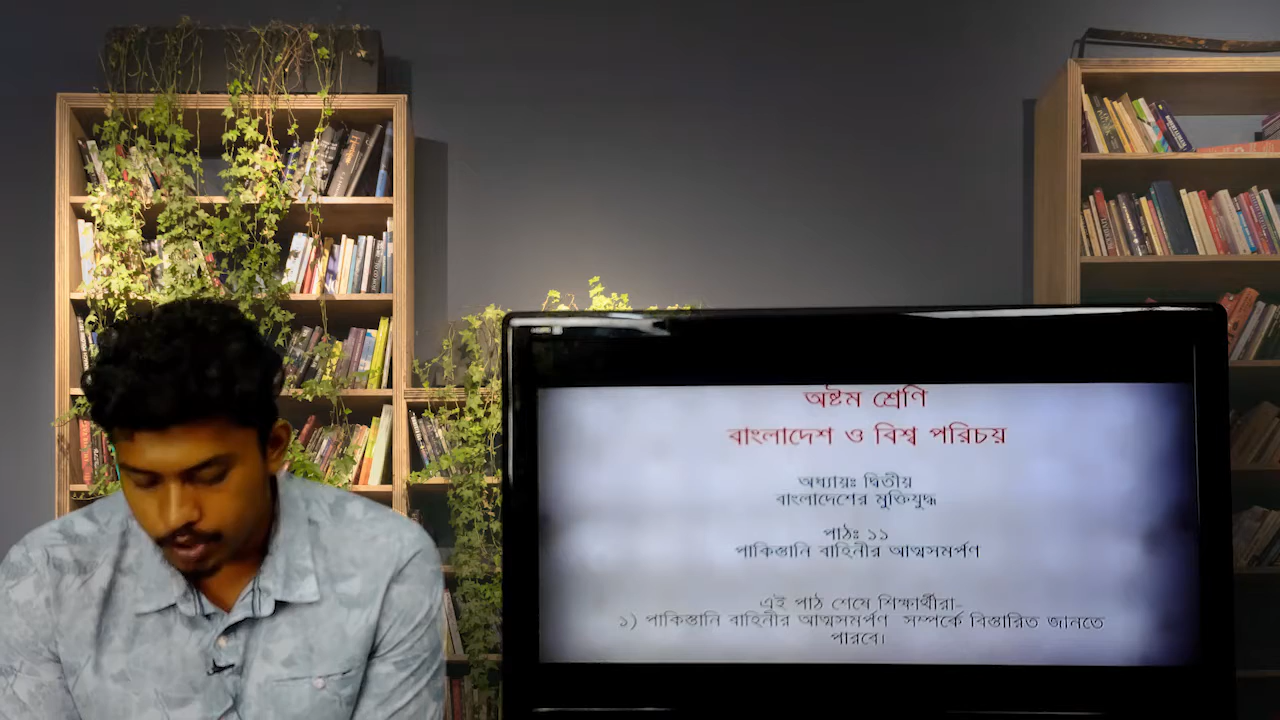 অষ্টম শ্রেণি
বাংলাদেশ ও বিশ্ব পরিচয়
অধ্যায়ঃ দ্বিতীয়
বাংলাদেশের মুক্তিযুদ্ধ
পাঠঃ ১১
পাকিস্তানি বাহিনীর আত্মসমর্পণ
এই পাঠ শেষে শিক্ষার্থীরা-
১) পাকিস্তানি বাহিনীর আত্মসমর্পণ সম্পর্কে বিস্তারিত জানতে
পারবে।